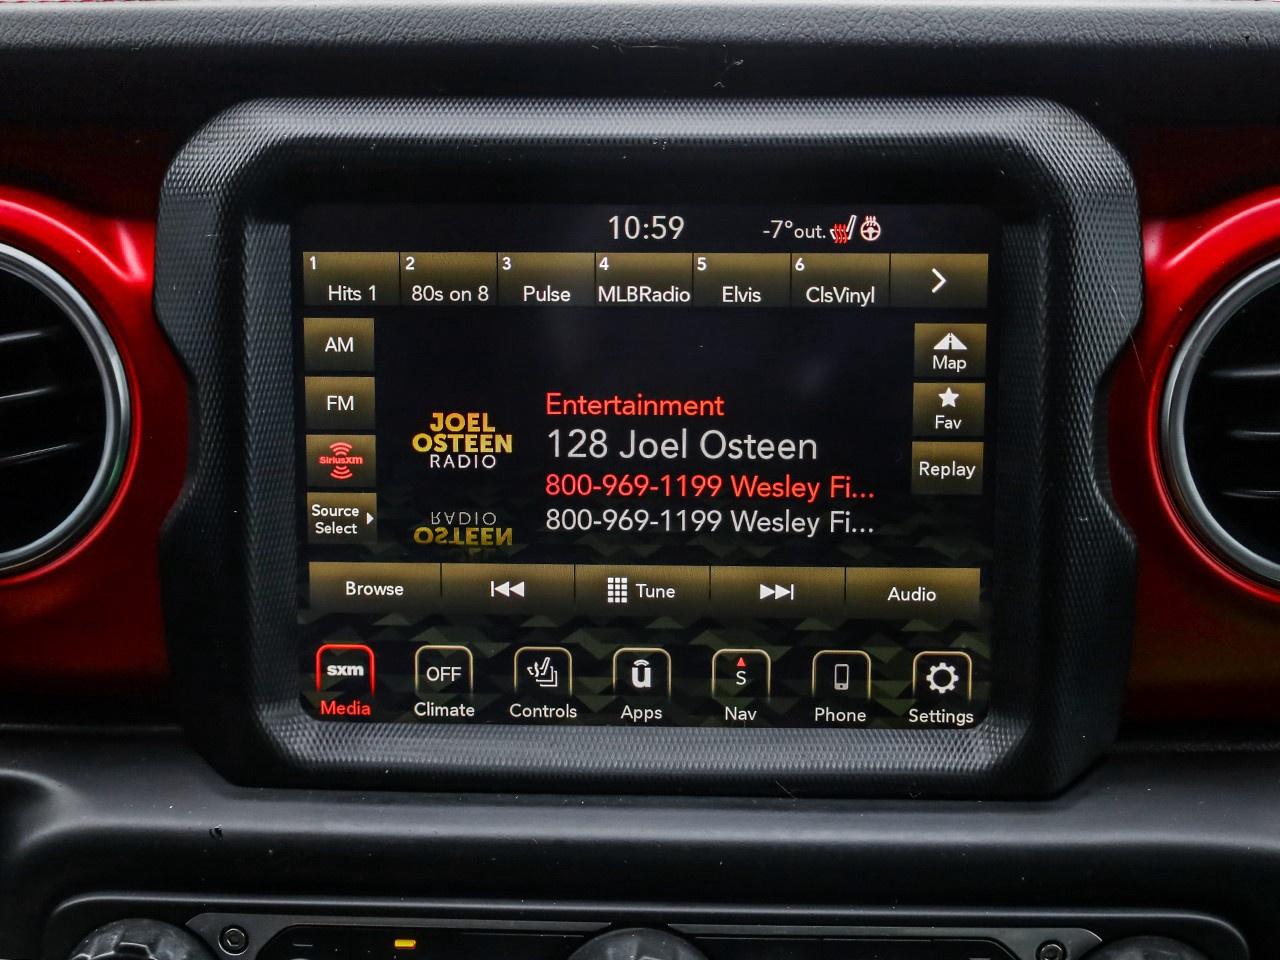 10:59
-7°out.
1 Hits 1
2 80s on 8
3 Pulse
4 MLBRadio
5 Elvis
6 ClsVinyl
AM
FM
SiriusXm
Source
Select
JOEL
OSTEEN
RADIO
Entertainment
128 Joel Osteen
800-969-1199 Wesley Fi...
800-969-1199 Wesley Fi...
Map
Fav
Replay
Browse
Tune
Audio
sxm
Media
OFF
Climate
Controls
u
Apps
S
Nav
Phone
Settings